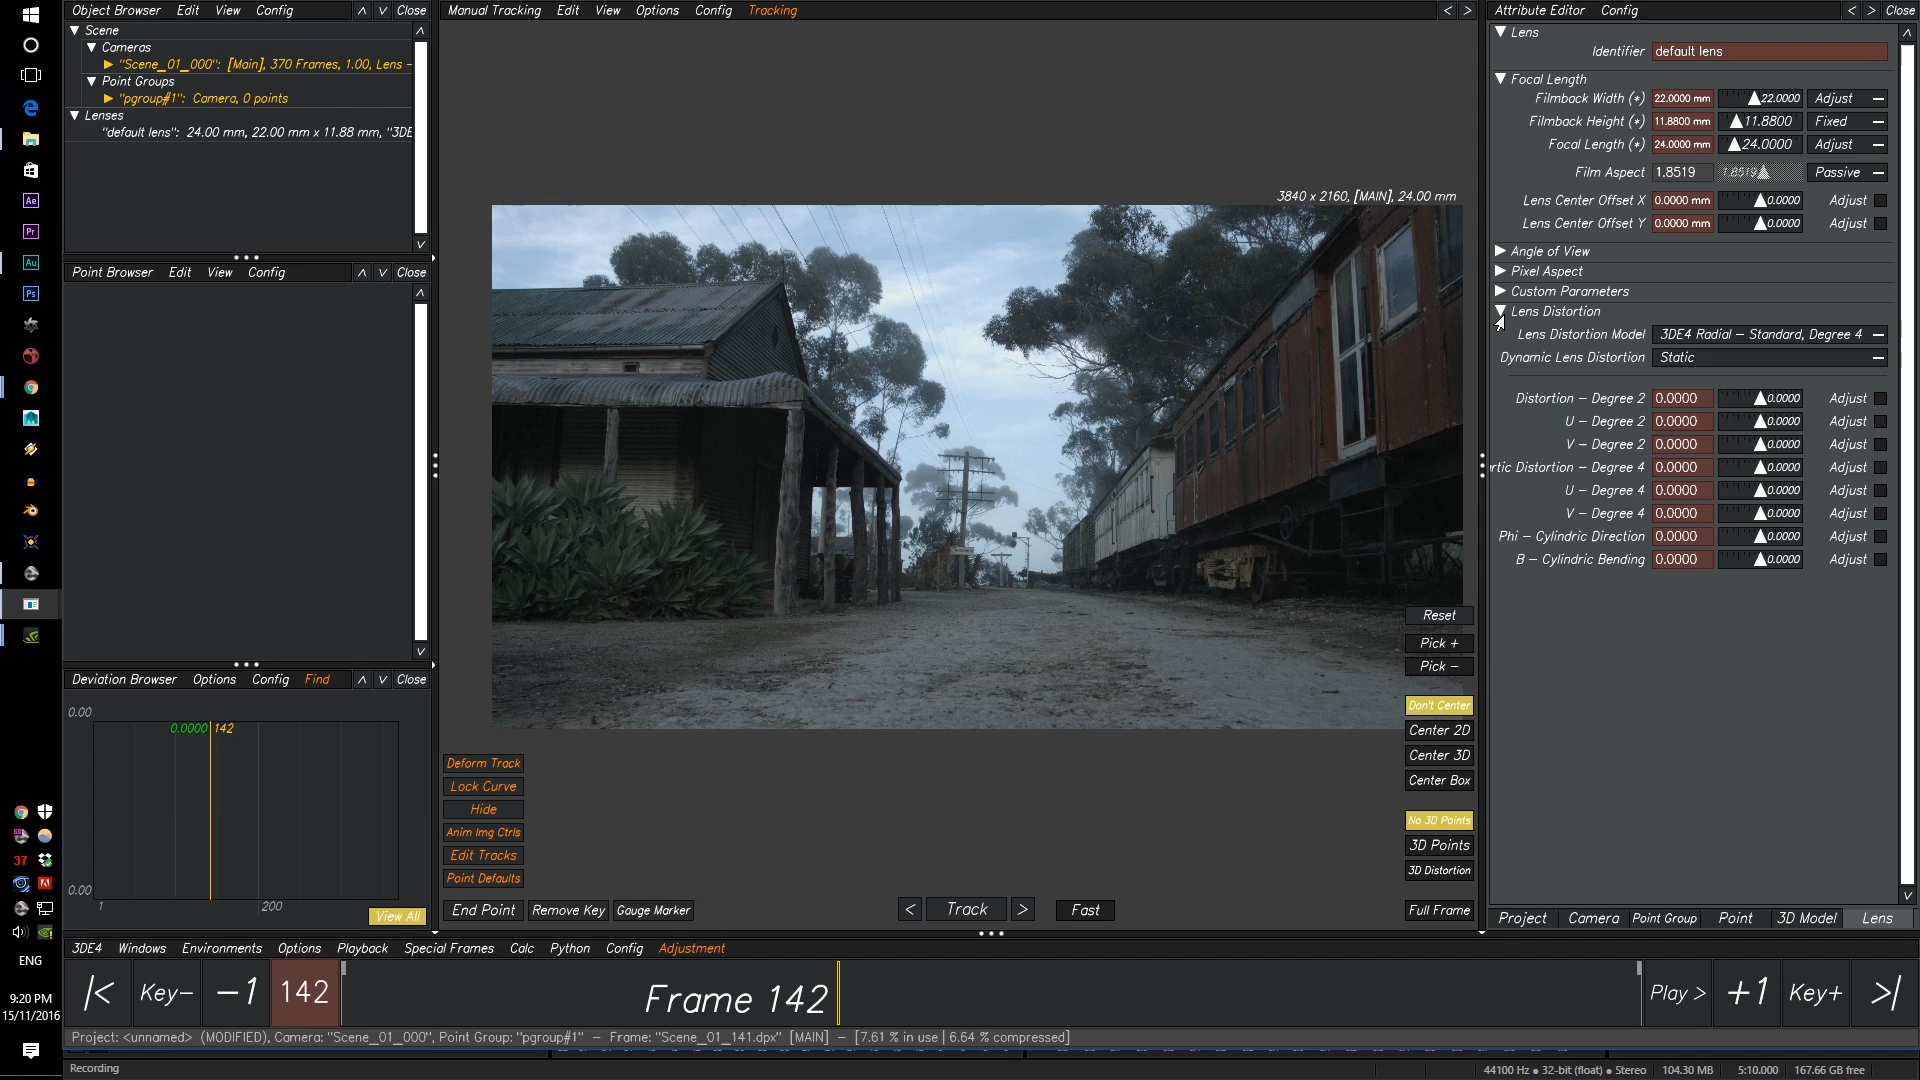 Object Browser Edit View Config Close
Scene
Cameras
"Scene_01_000": [Main], 370 Frames, 1.00, Lens –
Point Groups
"pgroup#1": Camera, 0 points
Lenses
"default lens": 24.00 mm, 22.00 mm x 11.88 mm, "3DE
Point Browser Edit View Config Close
Deviation Browser Options Config Find Close
0.00
0.0000 142
0.00
1 200
View All
Manual Tracking Edit View Options Config Tracking < >
3840 x 2160, [MAIN], 24.00 mm
Reset
Pick +
Pick –
Don't Center
Center 2D
Center 3D
Center Box
No 3D Points
3D Points
3D Distortion
Full Frame
Deform Track
Lock Curve
Hide
Anim Img Ctrls
Edit Tracks
Point Defaults
End Point Remove Key Gauge Marker < Track > Fast
Attribute Editor Config < > Close
Lens
Identifier default lens
Focal Length
Filmback Width (*) 22.0000 mm 22.0000 Adjust
Filmback Height (*) 11.8800 mm 11.8800 Fixed
Focal Length (*) 24.0000 mm 24.0000 Adjust
Film Aspect 1.8519 1.8519 Passive
Lens Center Offset X 0.0000 mm 0.0000 Adjust
Lens Center Offset Y 0.0000 mm 0.0000 Adjust
Angle of View
Pixel Aspect
Custom Parameters
Lens Distortion
Lens Distortion Model 3DE4 Radial – Standard, Degree 4
Dynamic Lens Distortion Static
Distortion – Degree 2 0.0000 0.0000 Adjust
U – Degree 2 0.0000 0.0000 Adjust
V – Degree 2 0.0000 0.0000 Adjust
rtic Distortion – Degree 4 0.0000 0.0000 Adjust
U – Degree 4 0.0000 0.0000 Adjust
V – Degree 4 0.0000 0.0000 Adjust
Phi – Cylindric Direction 0.0000 0.0000 Adjust
B – Cylindric Bending 0.0000 0.0000 Adjust
Project Camera Point Group Point 3D Model Lens
3DE4 Windows Environments Options Playback Special Frames Calc Python Config Adjustment
|< Key– –1 142 Frame 142 Play > +1 Key+ >|
Project: <unnamed> (MODIFIED), Camera: "Scene_01_000", Point Group: "pgroup#1" – Frame: "Scene_01_141.dpx" [MAIN] – [7.61 % in use | 6.64 % compressed]
Recording 44100 Hz • 32-bit (float) • Stereo 104.30 MB 5:10.000 167.66 GB free
Ae
Pr
Au
Ps
37
ENG
9:20 PM
15/11/2016